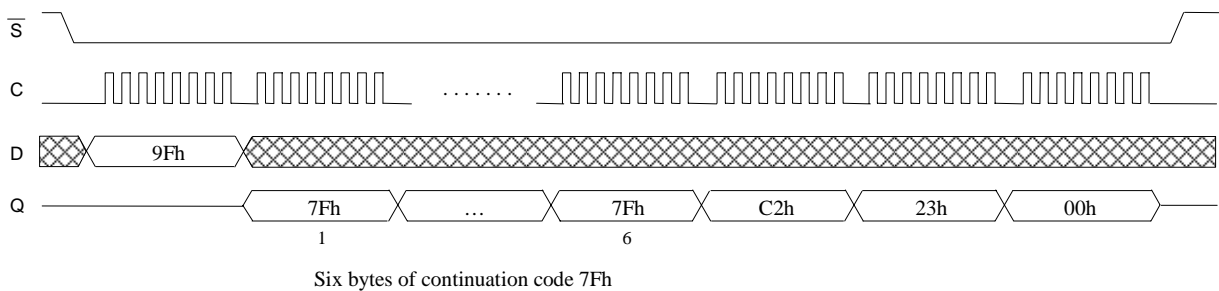 S
C .......
D 9Fh
Q 7Fh … 7Fh C2h 23h 00h
1 6
Six bytes of continuation code 7Fh